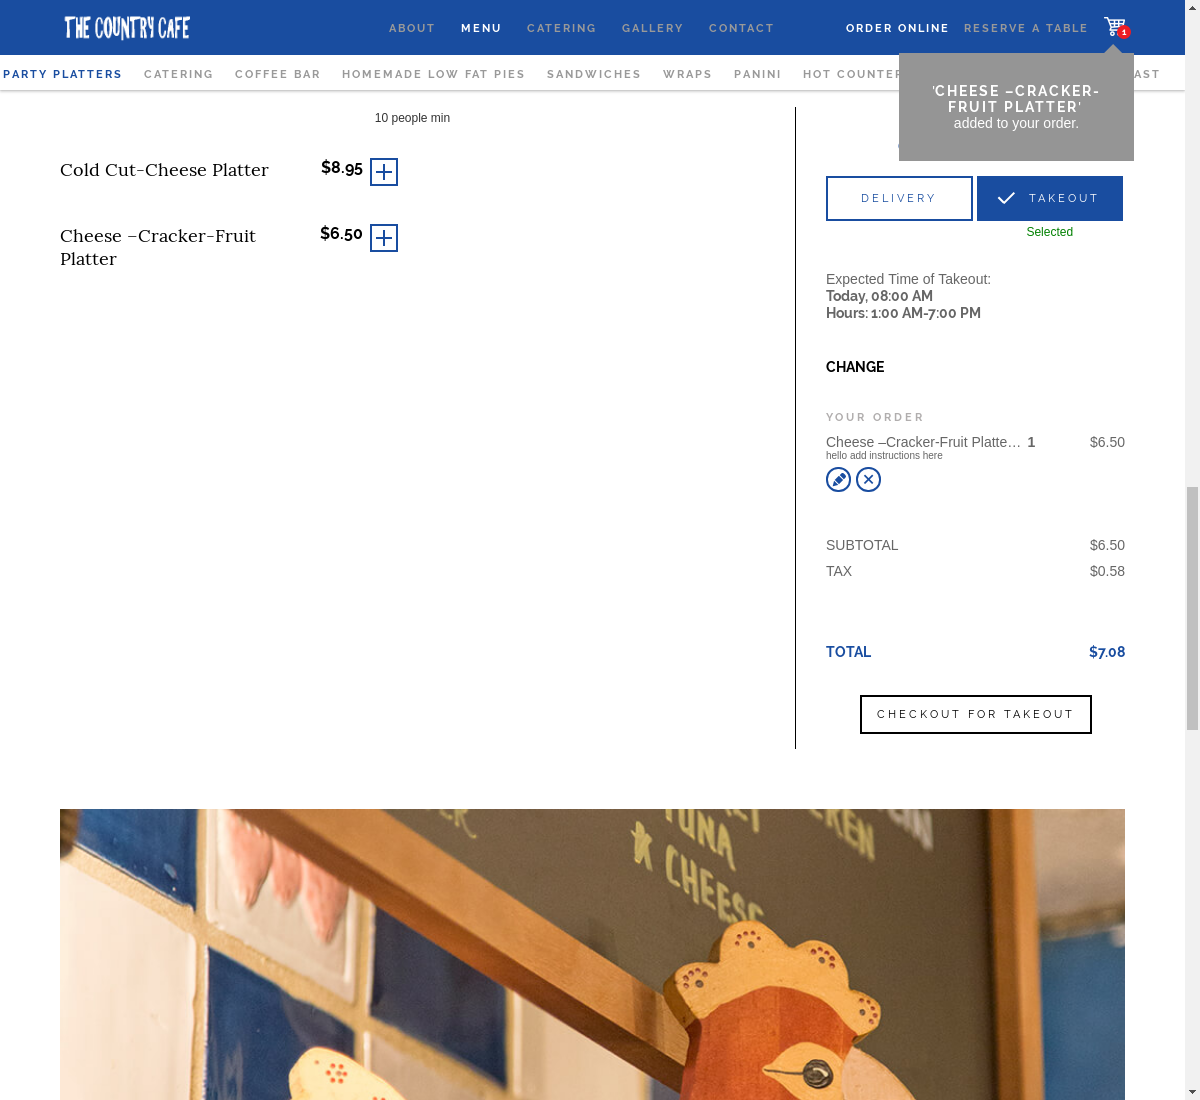 THE COUNTRY CAFE
ABOUT MENU CATERING GALLERY CONTACT ORDER ONLINE RESERVE A TABLE 1
PARTY PLATTERS CATERING COFFEE BAR HOMEMADE LOW FAT PIES SANDWICHES WRAPS PANINI HOT COUNTER
'CHEESE –CRACKER-
FRUIT PLATTER'
added to your order.
10 people min
Cold Cut-Cheese Platter $8.95
Cheese –Cracker-Fruit
Platter
$6.50
DELIVERY TAKEOUT
Selected
Expected Time of Takeout:
Today, 08:00 AM
Hours: 1:00 AM-7:00 PM
CHANGE
YOUR ORDER
Cheese –Cracker-Fruit Platte… 1 $6.50
hello add instructions here
SUBTOTAL $6.50
TAX $0.58
TOTAL $7.08
CHECKOUT FOR TAKEOUT
TUNA
CHEESE